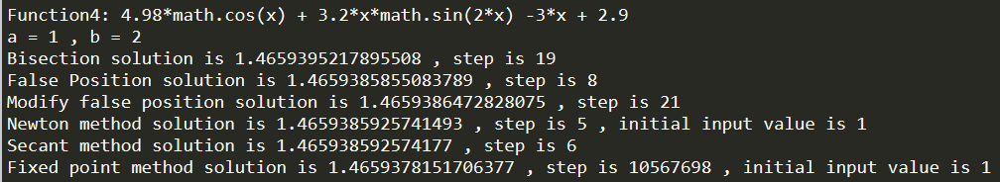 Function4: 4.98*math.cos(x) + 3.2*x*math.sin(2*x) -3*x + 2.9
a = 1 , b = 2
Bisection solution is 1.4659395217895508 , step is 19
False Position solution is 1.4659385855083789 , step is 8
Modify false position solution is 1.4659386472828075 , step is 21
Newton method solution is 1.4659385925741493 , step is 5 , initial input value is 1
Secant method solution is 1.465938592574177 , step is 6
Fixed point method solution is 1.4659378151706377 , step is 10567698 , initial input value is 1